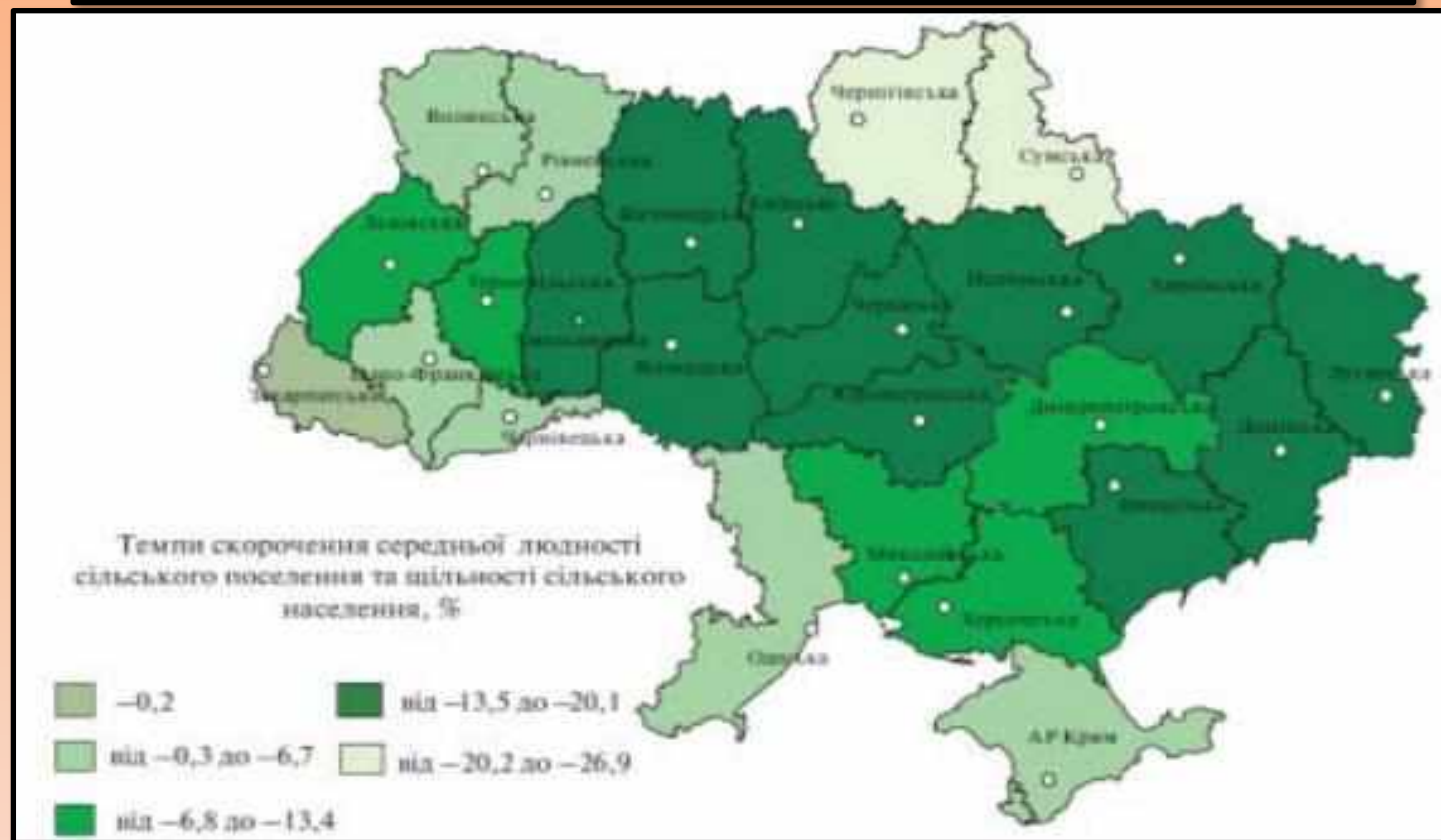 Чернігівська
Волинська
Сумська
Рівненська
Львівська
Житомирська
Київська
Тернопільська
Полтавська
Харківська
Черкаська
Хмельницька
Вінницька
Івано-Франківська
Луганська
Закарпатська
Кіровоградська
Дніпропетровська
Донецька
Чернівецька
Запорізька
Миколаївська
Херсонська
Одеська
АР Крим
Темпи скорочення середньої людності
сільського поселення та щільності сільського
населення, %
–0,2
від –13,5 до –20,1
від –0,3 до –6,7
від –20,2 до –26,9
від –6,8 до –13,4